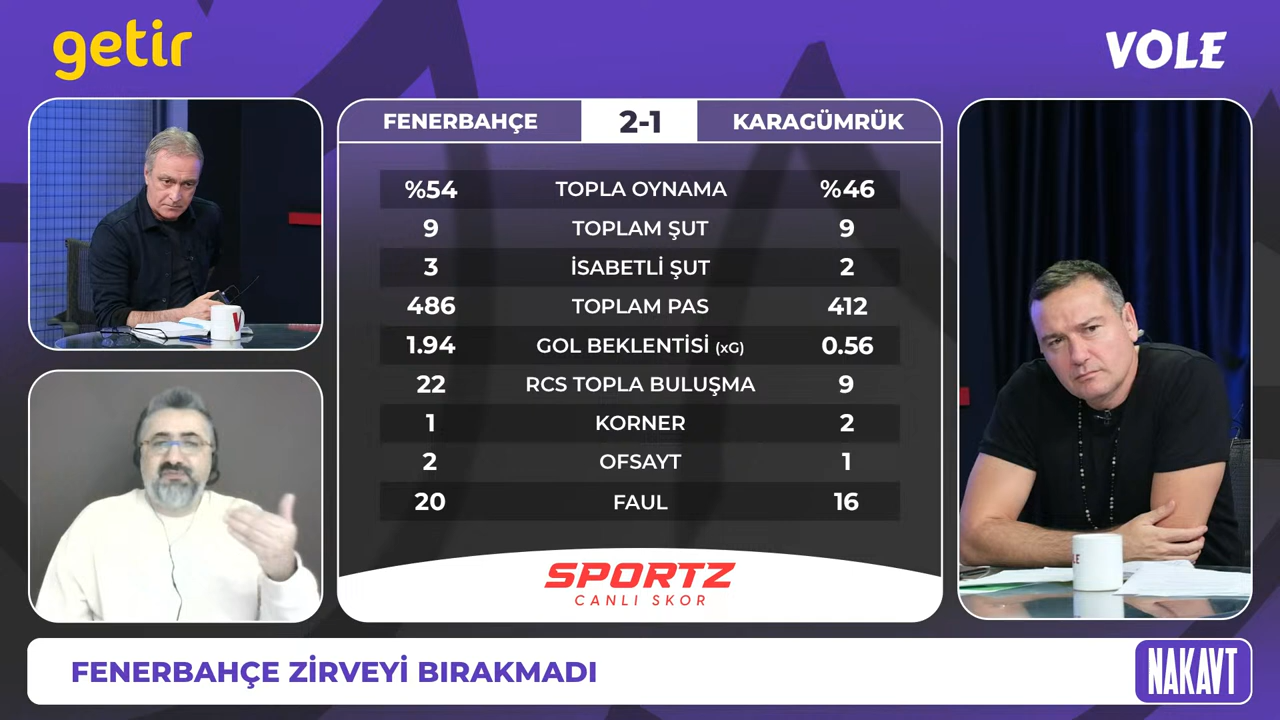 getir
VOLE
FENERBAHÇE 2-1 KARAGÜMRÜK
%54 TOPLA OYNAMA %46
9 TOPLAM ŞUT 9
3 İSABETLİ ŞUT 2
486 TOPLAM PAS 412
1.94 GOL BEKLENTİSİ (xG) 0.56
22 RCS TOPLA BULUŞMA 9
1 KORNER 2
2 OFSAYT 1
20 FAUL 16
SPORTZ
CANLI SKOR
FENERBAHÇE ZİRVEYİ BIRAKMADI
NAKAVT